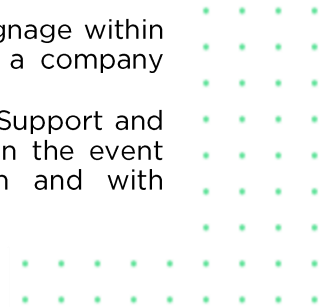 gnage within
a company
Support and
n the event
and with